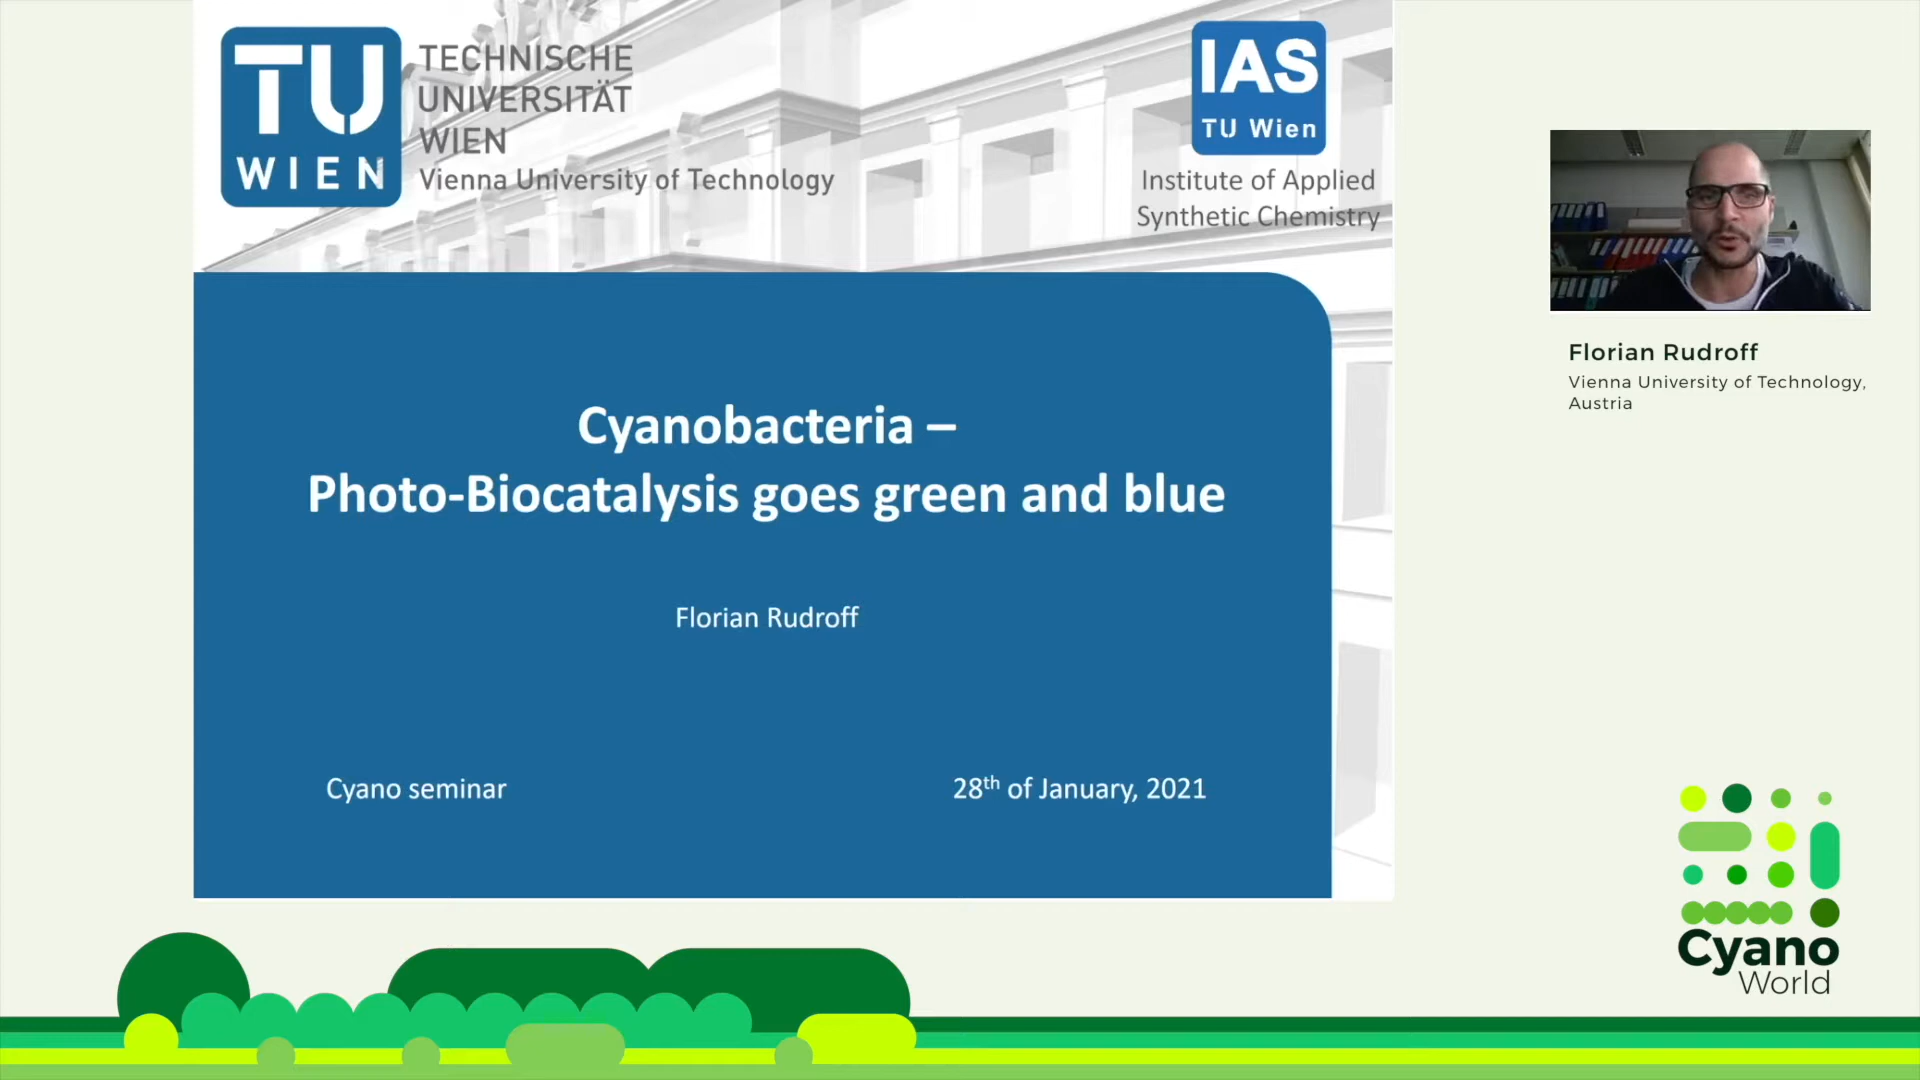 TU
WIEN
TECHNISCHE
UNIVERSITÄT
WIEN
Vienna University of Technology
IAS
TU Wien
Institute of Applied
Synthetic Chemistry
Cyanobacteria –
Photo-Biocatalysis goes green and blue
Florian Rudroff
Cyano seminar
28th of January, 2021
Florian Rudroff
Vienna University of Technology,
Austria
Cyano
World